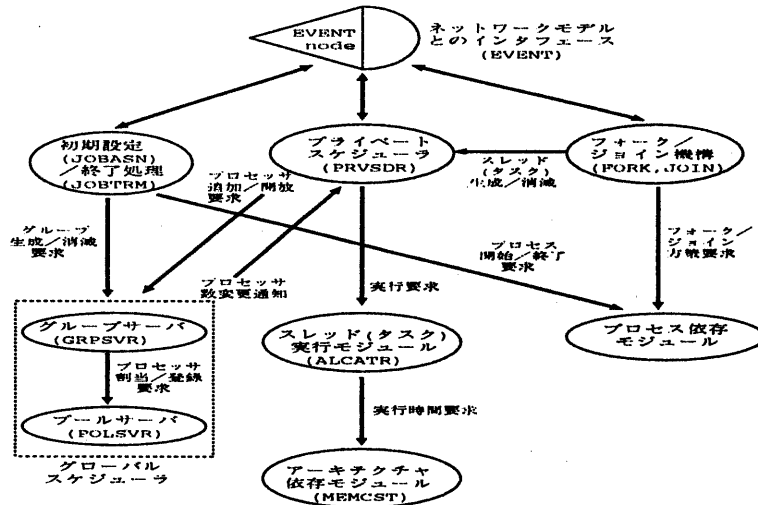 EVENT
node
ネットワークモデル
とのインタフェース
(EVENT)
初期設定
(JOBASN)
／終了処理
(JOBTRM)
プライベート
スケジューラ
(PRVSDR)
フォーク／
ジョイン機構
(FORK,JOIN)
スレッド
(タスク)
生成／消滅
プロセッサ
追加／開放
要求
グループ
生成／消滅
要求
プロセス
開始／終了
要求
フォーク／
ジョイン
方策要求
プロセッサ
数変更通知
実行要求
グループサーバ
(GRPSVR)
スレッド(タスク)
実行モジュール
(ALCATR)
プロセス依存
モジュール
プロセッサ
割当／登録
要求
プールサーバ
(POLSVR)
実行時間要求
グローバル
スケジューラ
アーキテクチャ
依存モジュール
(MEMCST)